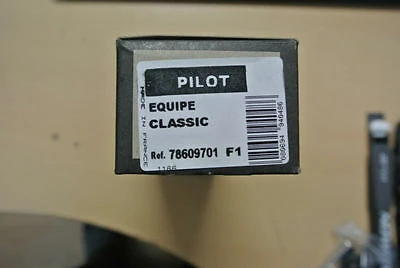 PILOT
EQUIPE
CLASSIC
Ref. 78609701 F1
MADE IN FRANCE
1186